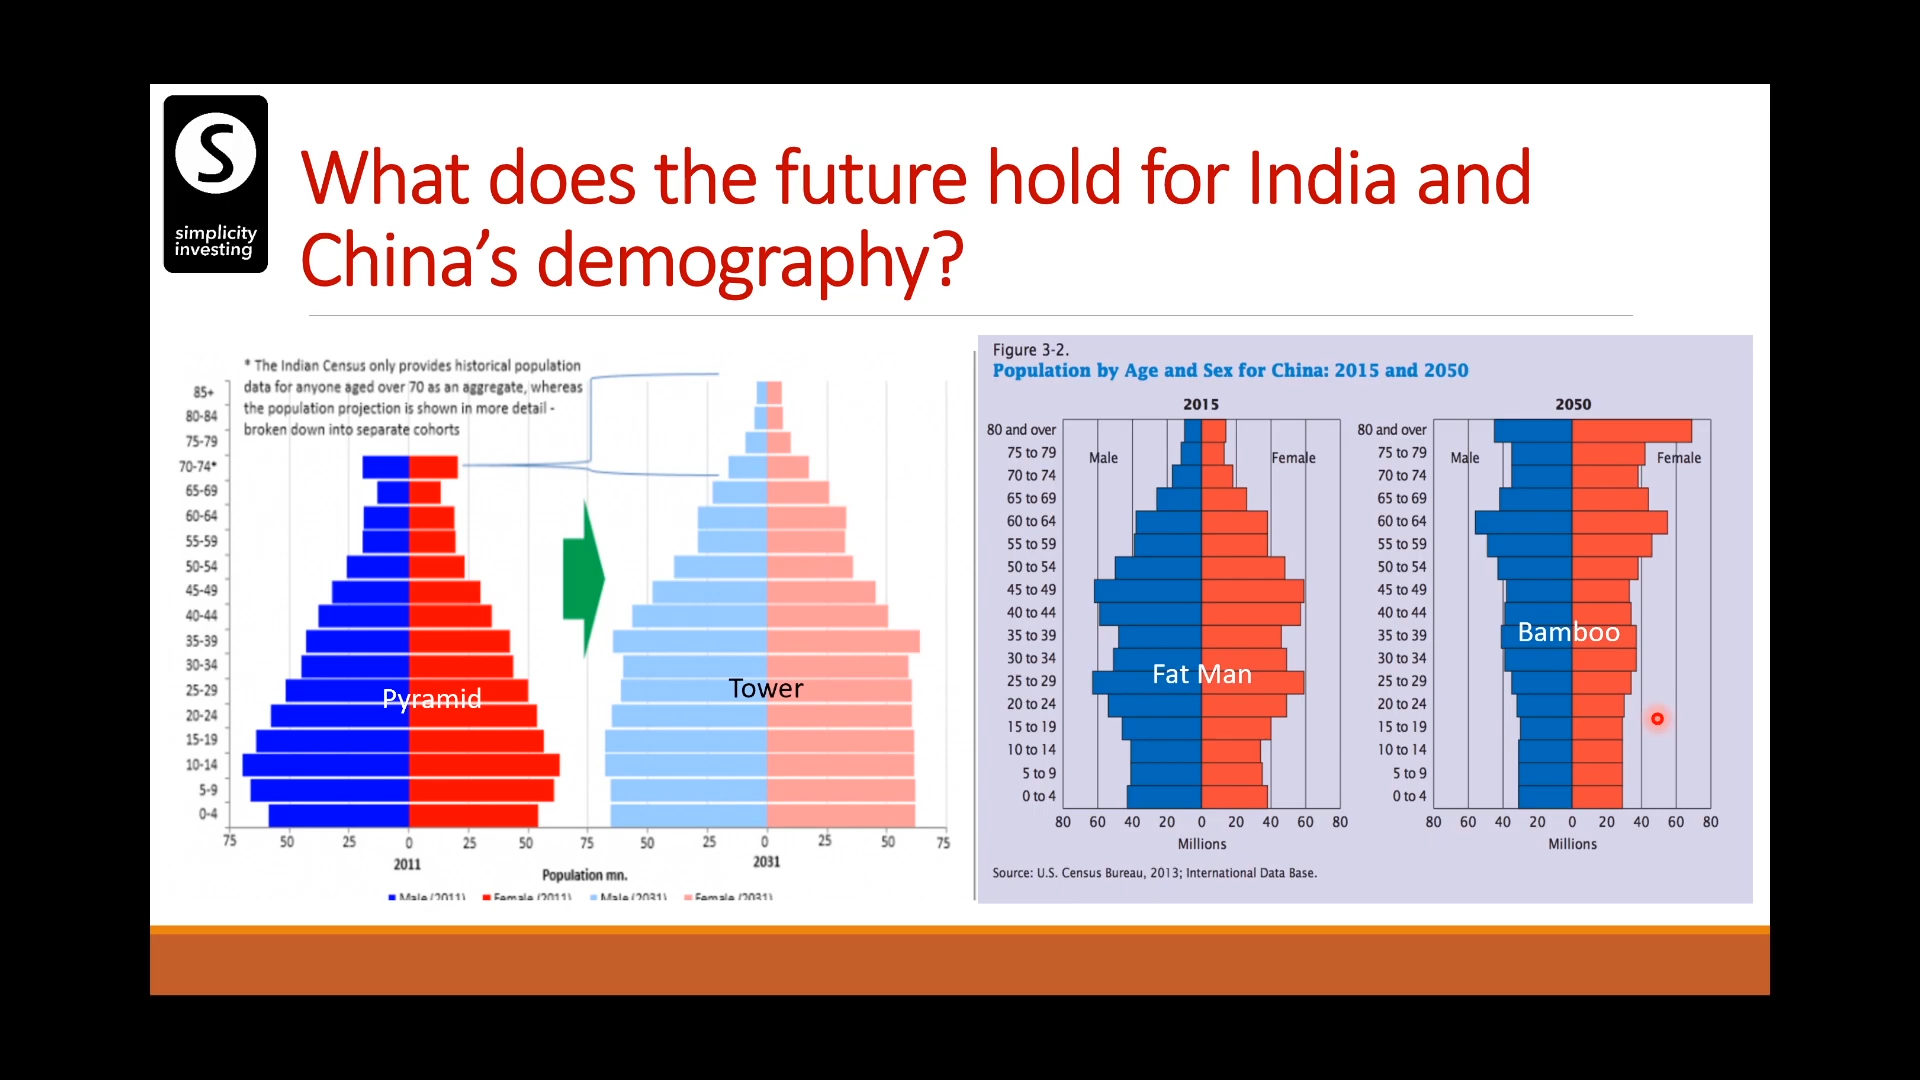 S
simplicity
investing
What does the future hold for India and
China’s demography?
* The Indian Census only provides historical population
data for anyone aged over 70 as an aggregate, whereas
the population projection is shown in more detail -
broken down into separate cohorts
85+
80-84
75-79
70-74*
65-69
60-64
55-59
50-54
45-49
40-44
35-39
30-34
25-29
20-24
15-19
10-14
5-9
0-4
Pyramid
Tower
75 50 25 0 25 50 75 50 25 0 25 50 75
2011 2031
Population mn.
Male (2011) Female (2011) Male (2031) Female (2031)
Figure 3-2.
Population by Age and Sex for China: 2015 and 2050
2015
80 and over
75 to 79
70 to 74
65 to 69
60 to 64
55 to 59
50 to 54
45 to 49
40 to 44
35 to 39
30 to 34
25 to 29
20 to 24
15 to 19
10 to 14
5 to 9
0 to 4
Male Female
Fat Man
80 60 40 20 0 20 40 60 80
Millions
2050
80 and over
75 to 79
70 to 74
65 to 69
60 to 64
55 to 59
50 to 54
45 to 49
40 to 44
35 to 39
30 to 34
25 to 29
20 to 24
15 to 19
10 to 14
5 to 9
0 to 4
Male Female
Bamboo
80 60 40 20 0 20 40 60 80
Millions
Source: U.S. Census Bureau, 2013; International Data Base.